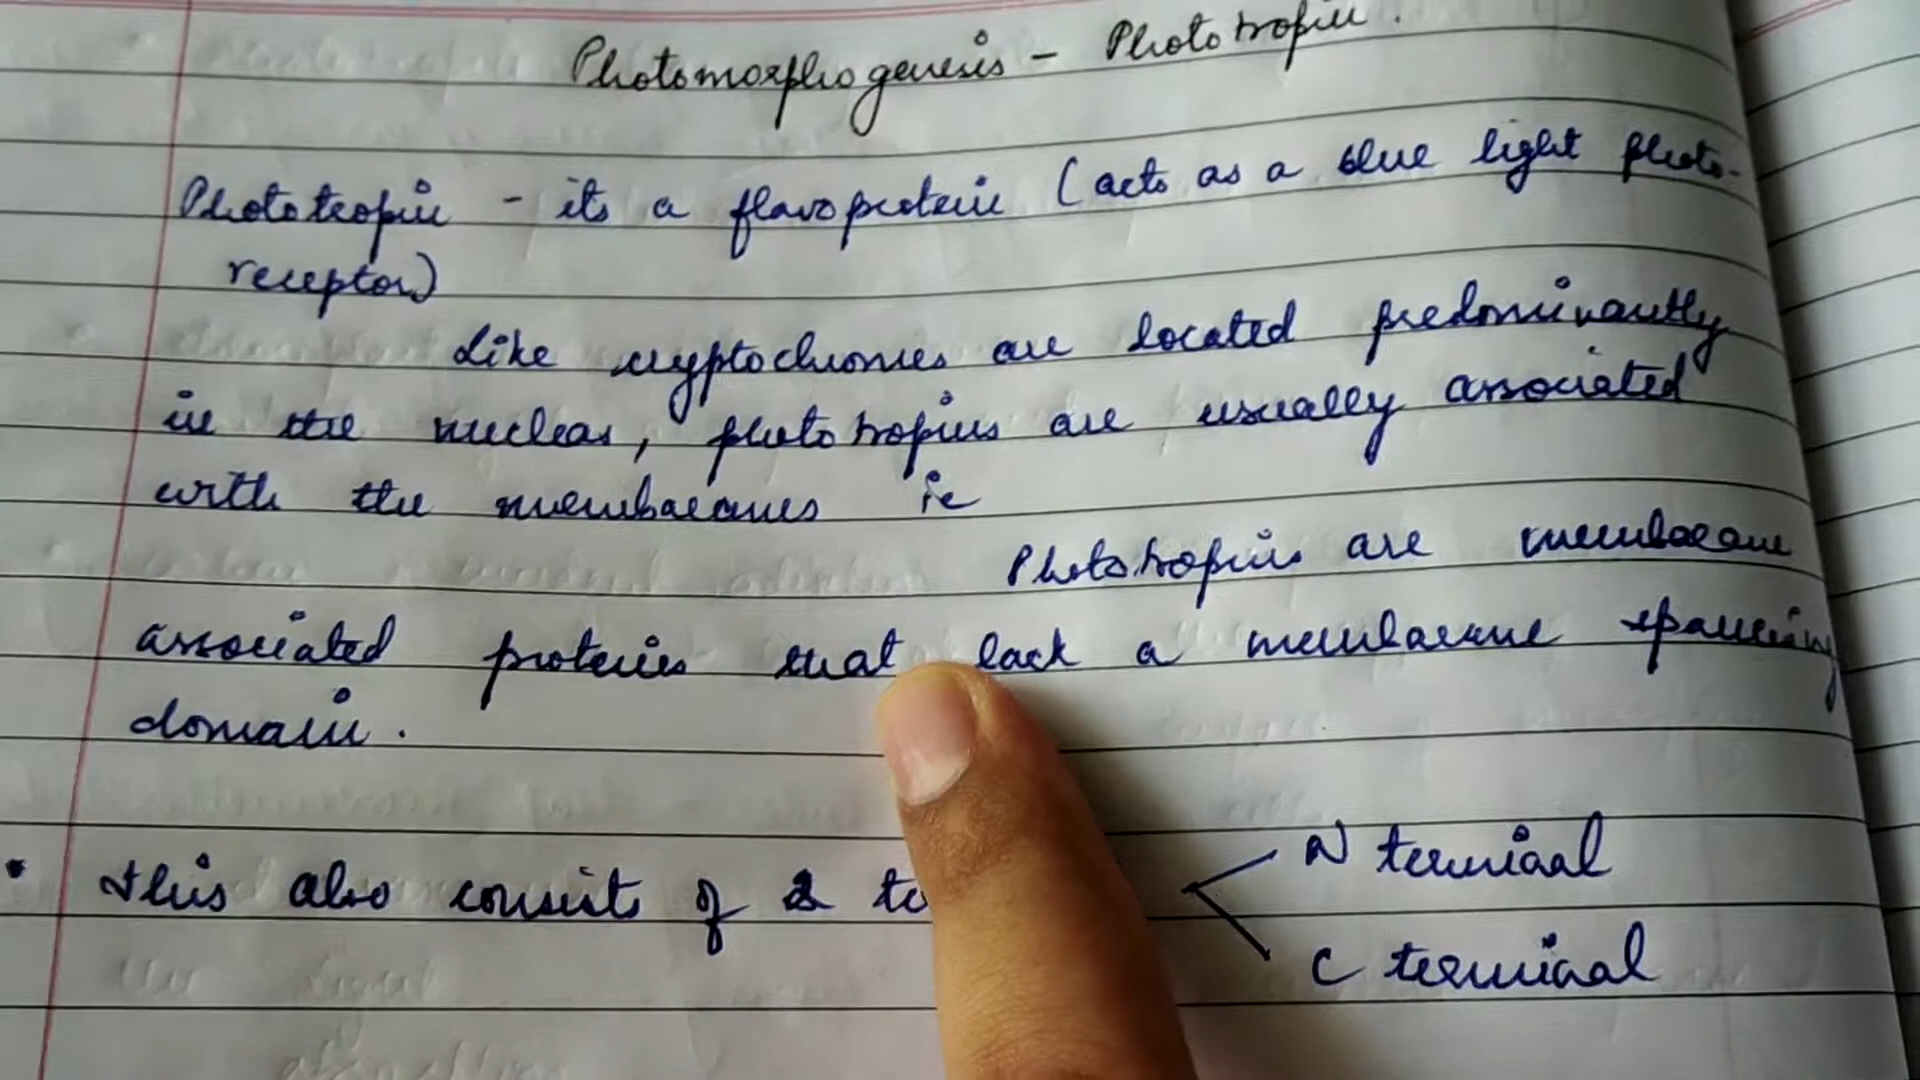 Photomorphogenesis - Phototropin.
Phototropin - its a flavoprotein (acts as a blue light photo-
receptor)
Like cryptochromes are located predominantly
in the nucleas, phototropins are usually associated
with the membranes ie
Phototropins are membrane
associated proteins that lack a membrane spanning
domain.
• this also consists of 2 N terminal
C terminal